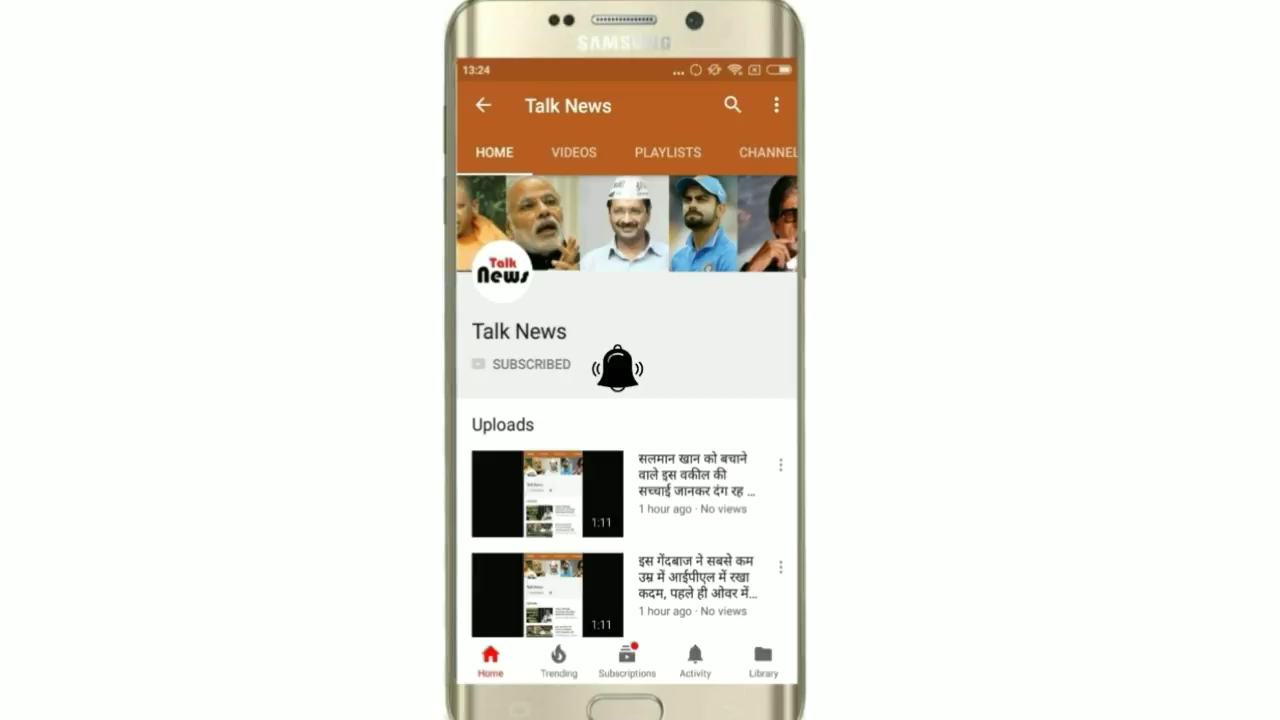 SAMSUNG
13:24
Talk News
HOME VIDEOS PLAYLISTS CHANNEL
Talk
News
Talk News
SUBSCRIBED
Uploads
सलमान खान को बचाने
वाले इस वकील की
सच्चाई जानकर दंग रह ...
1 hour ago · No views
1:11
इस गेंदबाज ने सबसे कम
उम्र में आईपीएल में रखा
कदम, पहले ही ओवर में...
1 hour ago · No views
1:11
Home Trending Subscriptions Activity Library